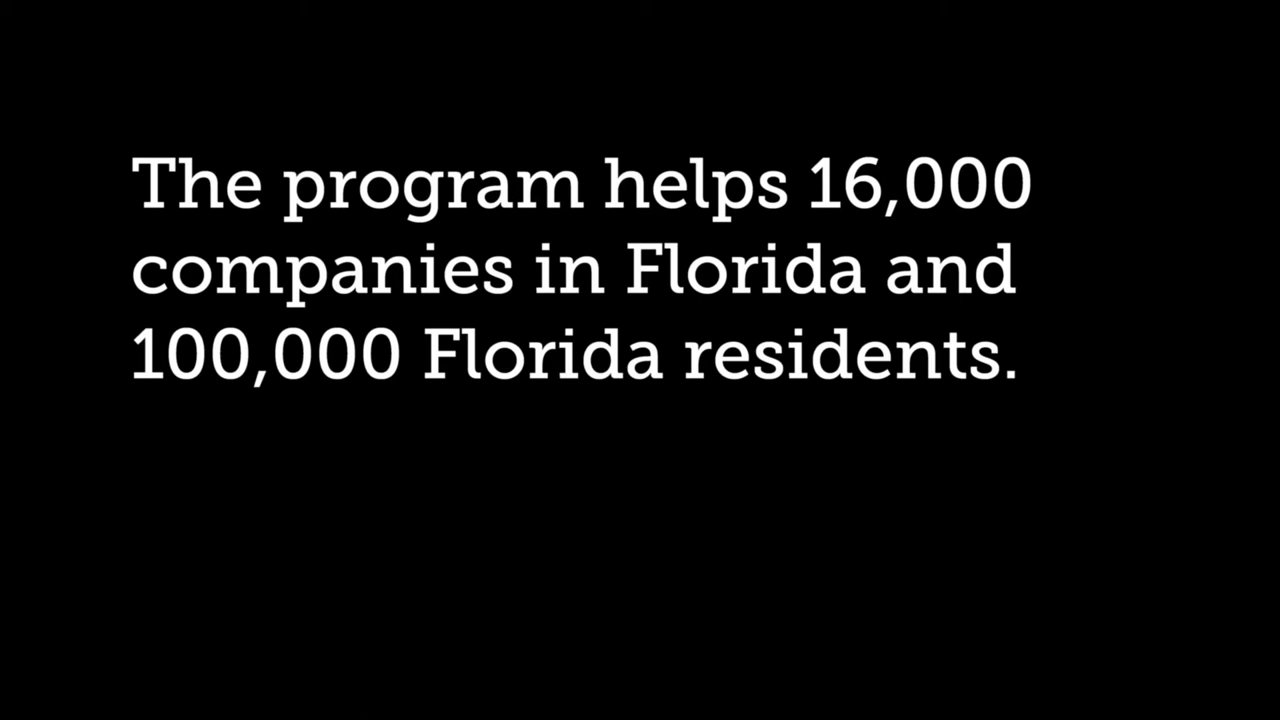 The program helps 16,000
companies in Florida and
100,000 Florida residents.